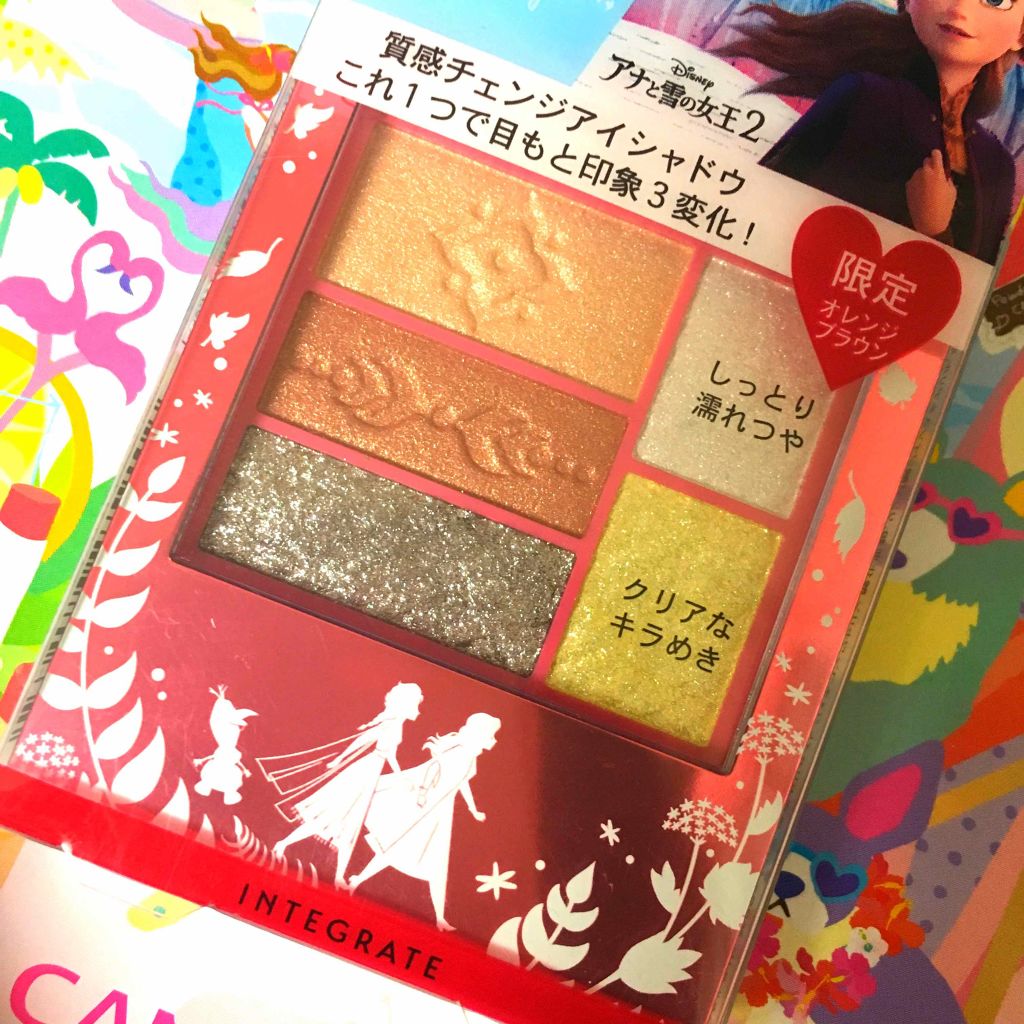 質感チェンジアイシャドウ
これ1つで目もと印象3変化!
Disney
アナと雪の女王2
限定
オレンジ
ブラウン
しっとり
濡れつや
クリアな
キラめき
INTEGRATE